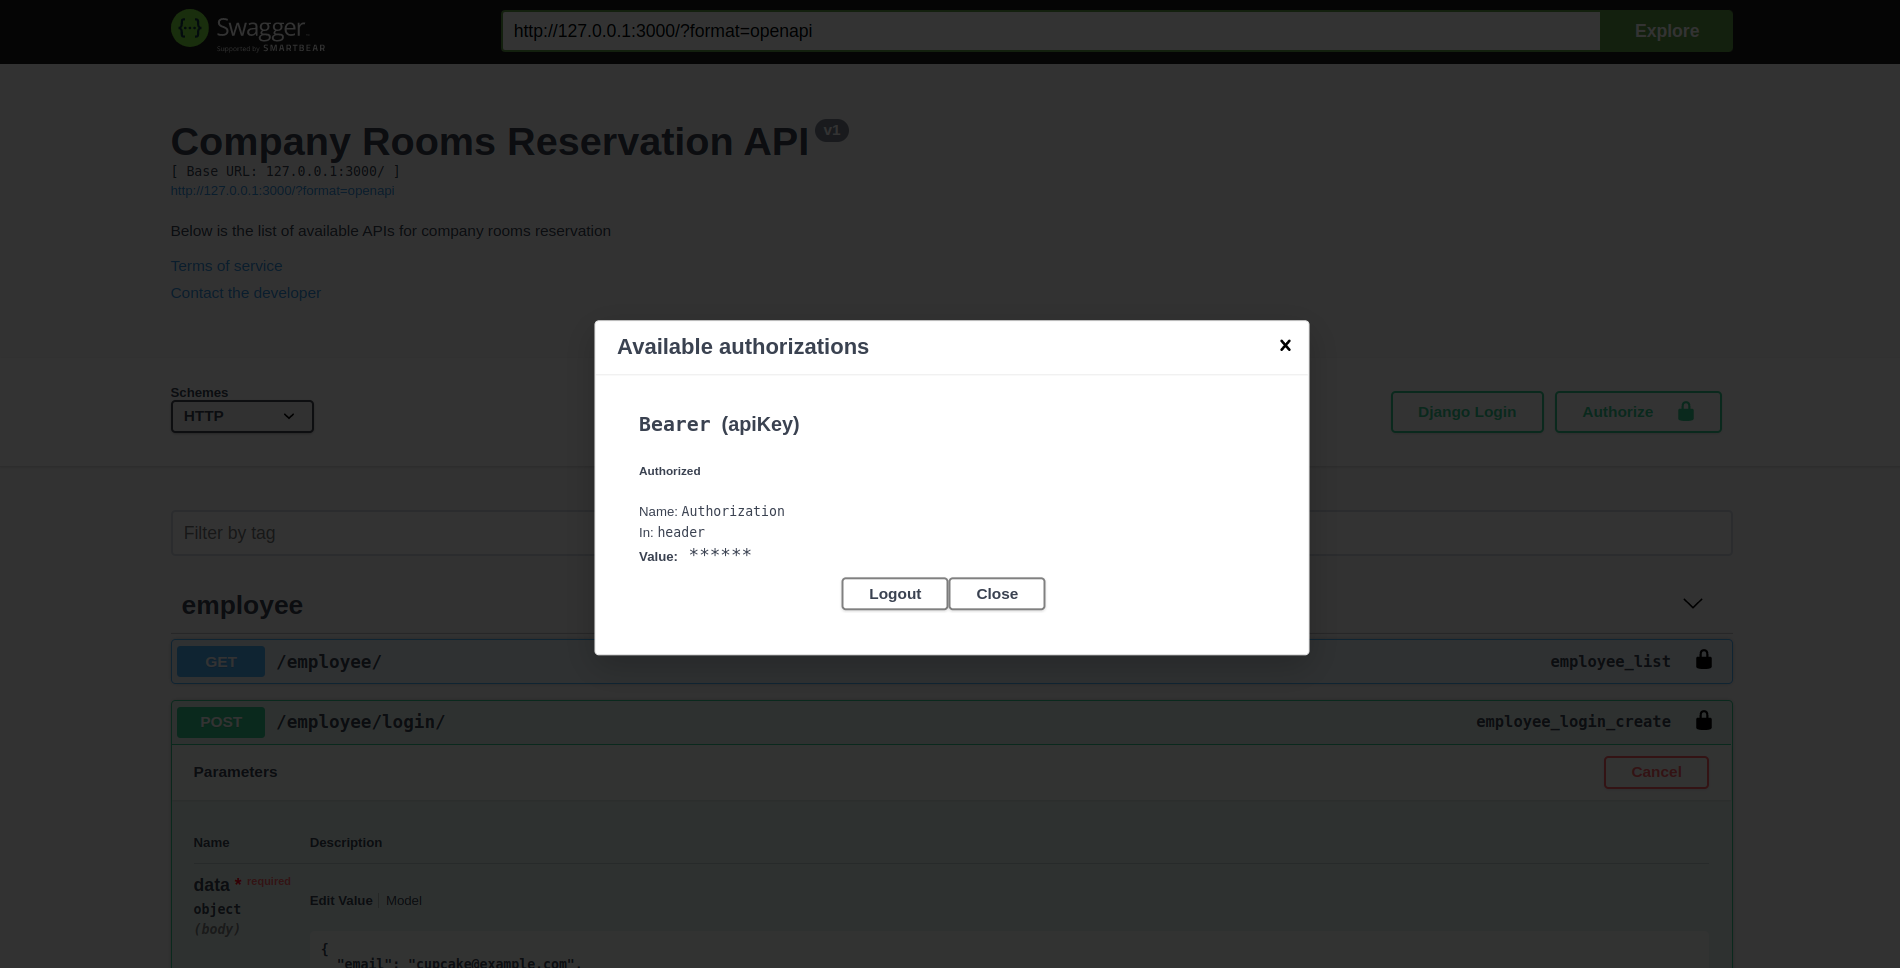 Swagger
Supported by SMARTBEAR
http://127.0.0.1:3000/?format=openapi
Explore
Company Rooms Reservation API v1
[ Base URL: 127.0.0.1:3000/ ]
http://127.0.0.1:3000/?format=openapi
Below is the list of available APIs for company rooms reservation
Terms of service
Contact the developer
Available authorizations
Bearer (apiKey)
Authorized
Name: Authorization
In: header
Value: ******
Logout Close
Schemes
HTTP
Django Login Authorize
Filter by tag
employee
GET /employee/ employee_list
POST /employee/login/ employee_login_create
Parameters Cancel
Name Description
data * required
object
(body)
Edit Value | Model
{
"email": "cupcake@example.com",